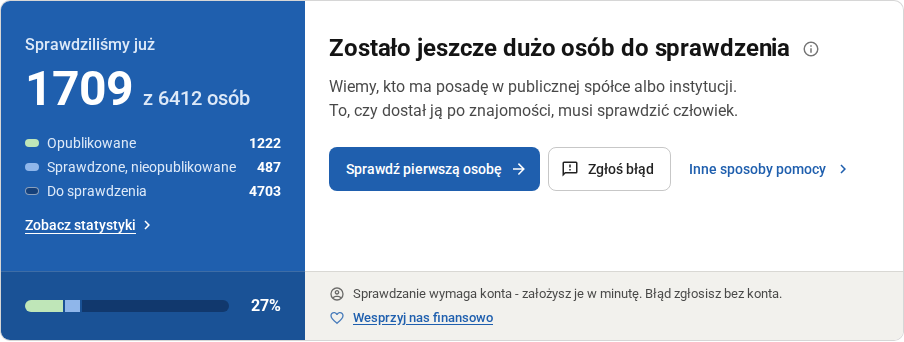 Sprawdziliśmy już
1709 z 6412 osób
Opublikowane 1222
Sprawdzone, nieopublikowane 487
Do sprawdzenia 4703
Zobacz statystyki
27%
Zostało jeszcze dużo osób do sprawdzenia
Wiemy, kto ma posadę w publicznej spółce albo instytucji.
To, czy dostał ją po znajomości, musi sprawdzić człowiek.
Sprawdź pierwszą osobę
Zgłoś błąd
Inne sposoby pomocy
Sprawdzanie wymaga konta - założysz je w minutę. Błąd zgłosisz bez konta.
Wesprzyj nas finansowo